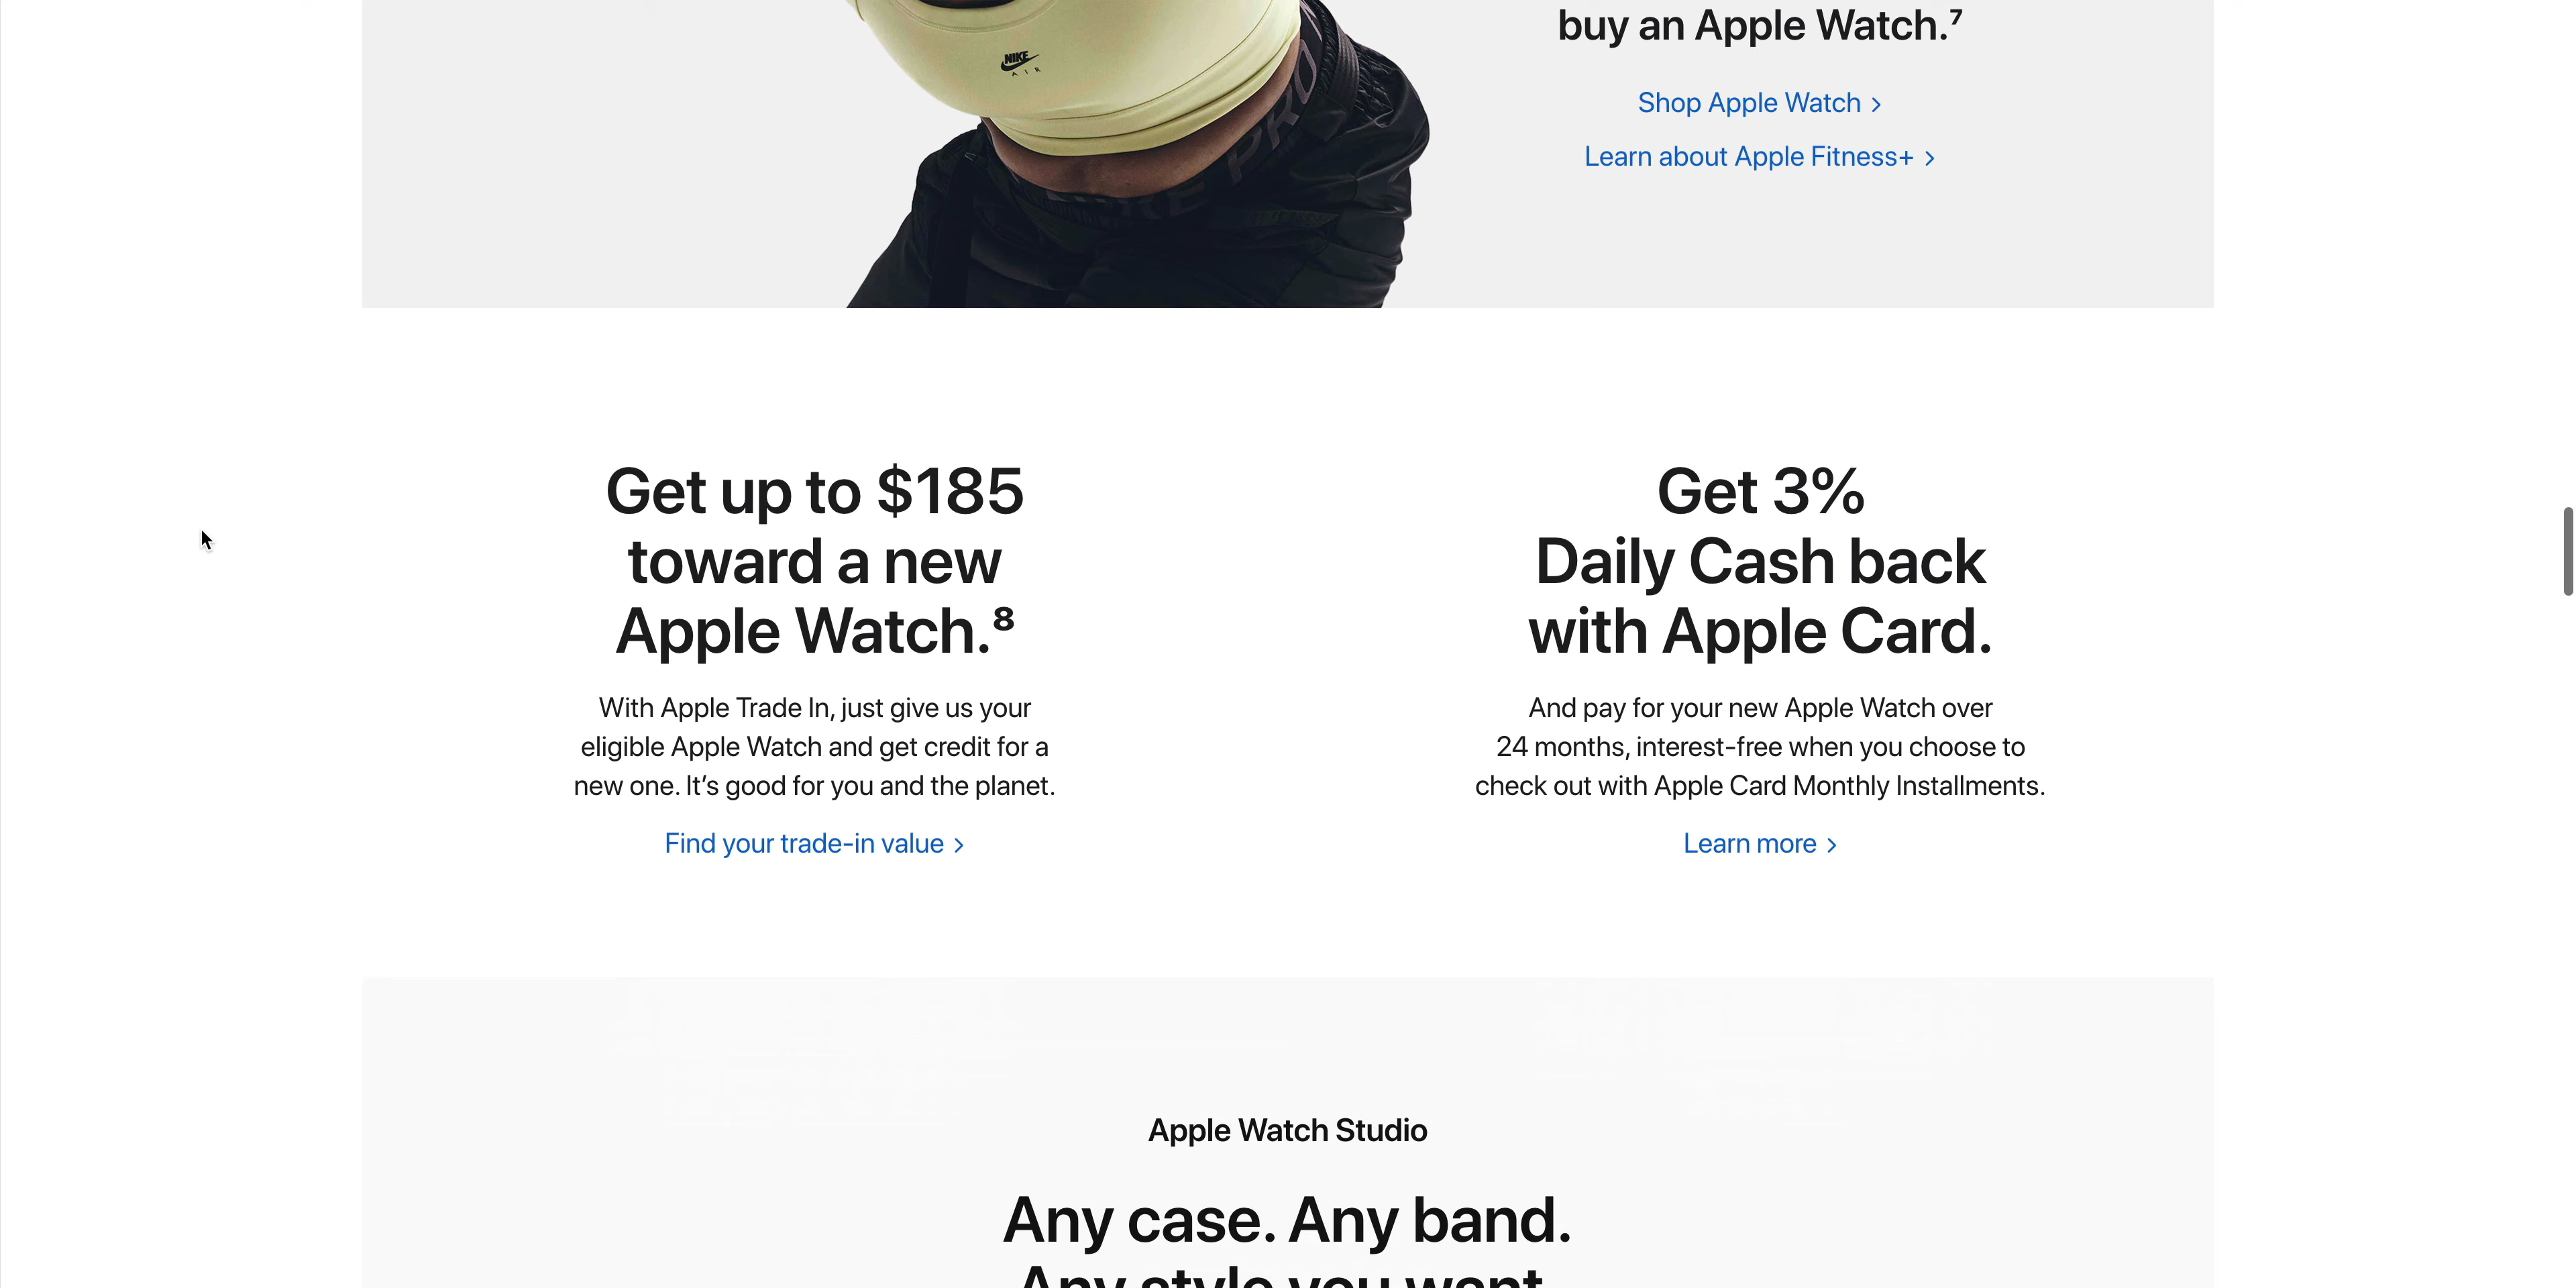 buy an Apple Watch.⁷
Shop Apple Watch >
Learn about Apple Fitness+ >
NIKE
AIR
PRO
Get up to $185
toward a new
Apple Watch.⁸
With Apple Trade In, just give us your
eligible Apple Watch and get credit for a
new one. It’s good for you and the planet.
Find your trade-in value >
Get 3%
Daily Cash back
with Apple Card.
And pay for your new Apple Watch over
24 months, interest-free when you choose to
check out with Apple Card Monthly Installments.
Learn more >
Apple Watch Studio
Any case. Any band.
Any style you want.